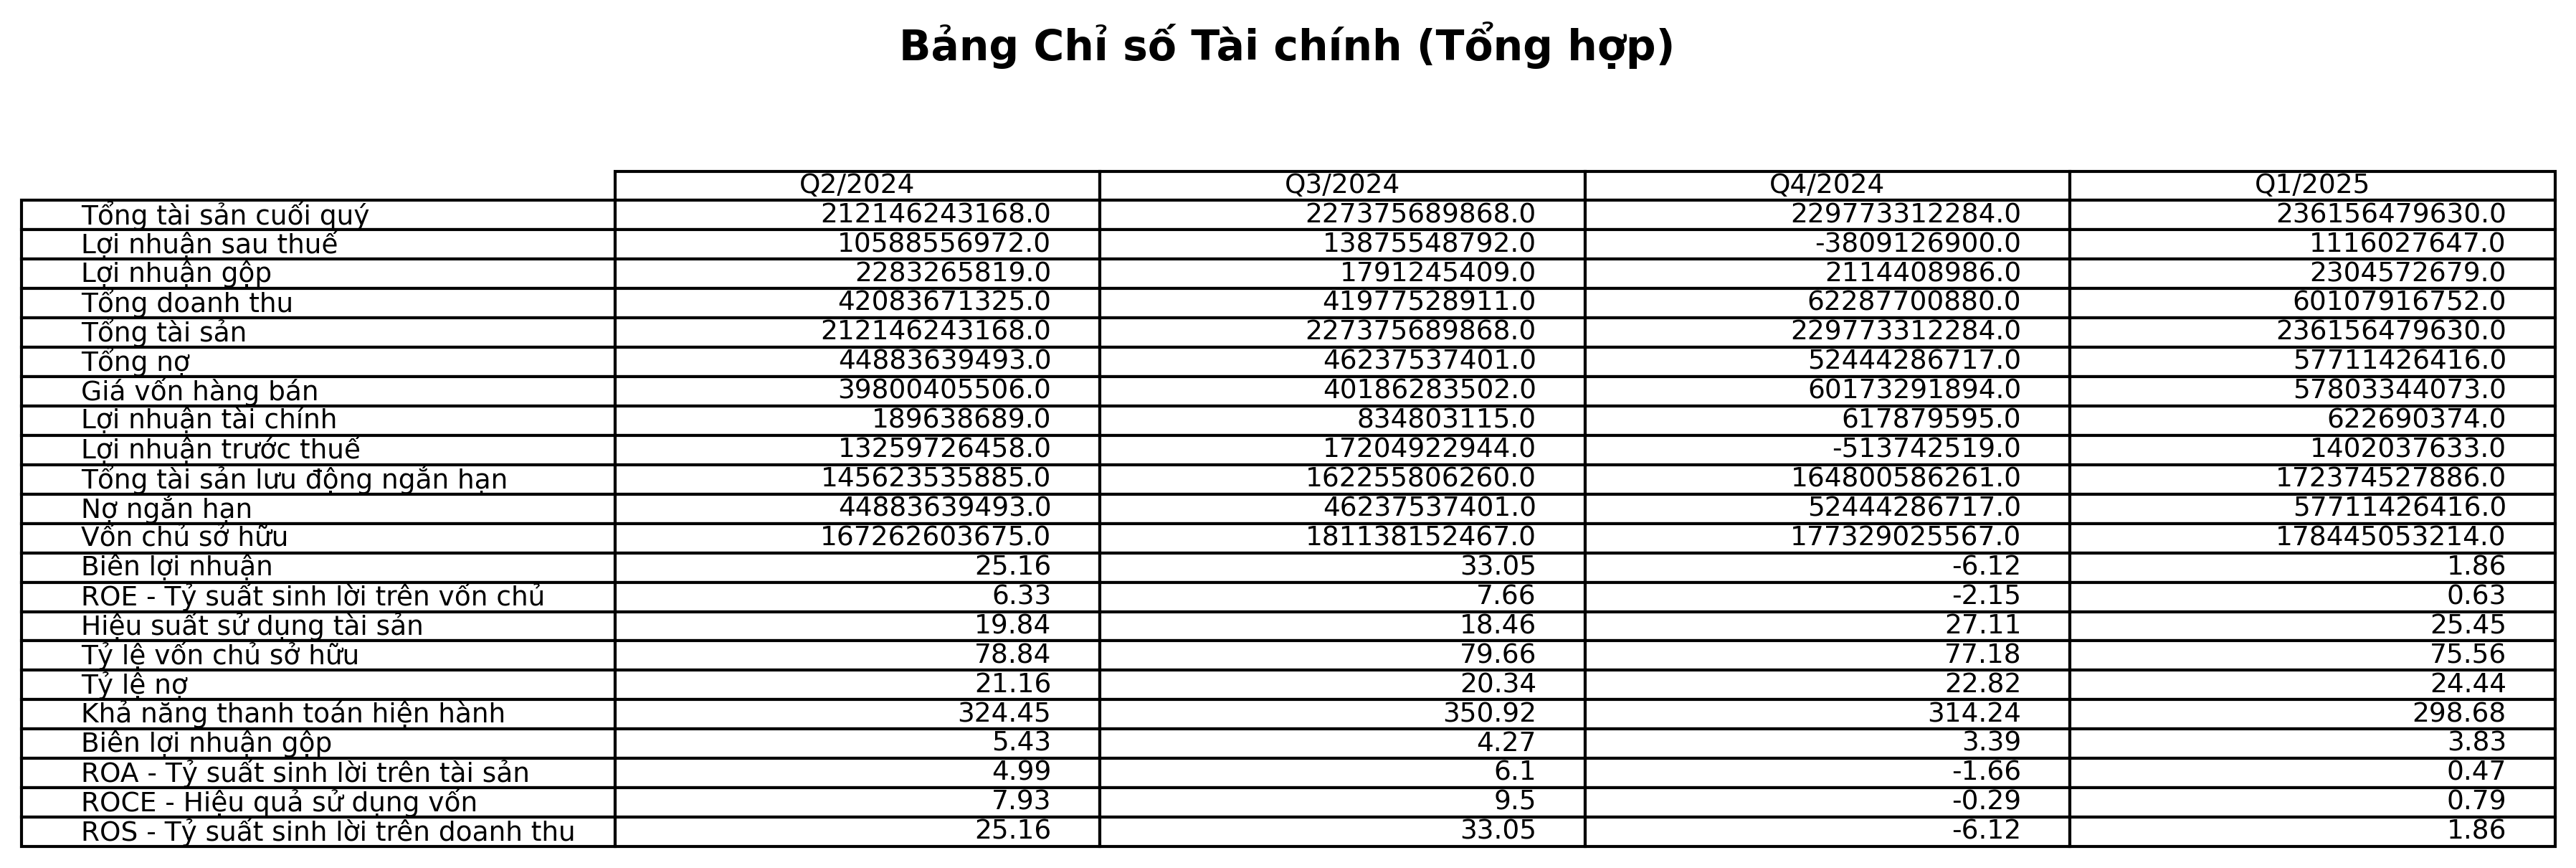 Bảng Chỉ số Tài chính (Tổng hợp)
Q2/2024 Q3/2024 Q4/2024 Q1/2025
Tổng tài sản cuối quý 212146243168.0 227375689868.0 229773312284.0 236156479630.0
Lợi nhuận sau thuế 10588556972.0 13875548792.0 -3809126900.0 1116027647.0
Lợi nhuận gộp 2283265819.0 1791245409.0 2114408986.0 2304572679.0
Tổng doanh thu 42083671325.0 41977528911.0 62287700880.0 60107916752.0
Tổng tài sản 212146243168.0 227375689868.0 229773312284.0 236156479630.0
Tổng nợ 44883639493.0 46237537401.0 52444286717.0 57711426416.0
Giá vốn hàng bán 39800405506.0 40186283502.0 60173291894.0 57803344073.0
Lợi nhuận tài chính 189638689.0 834803115.0 617879595.0 622690374.0
Lợi nhuận trước thuế 13259726458.0 17204922944.0 -513742519.0 1402037633.0
Tổng tài sản lưu động ngắn hạn 145623535885.0 162255806260.0 164800586261.0 172374527886.0
Nợ ngắn hạn 44883639493.0 46237537401.0 52444286717.0 57711426416.0
Vốn chủ sở hữu 167262603675.0 181138152467.0 177329025567.0 178445053214.0
Biên lợi nhuận 25.16 33.05 -6.12 1.86
ROE - Tỷ suất sinh lời trên vốn chủ 6.33 7.66 -2.15 0.63
Hiệu suất sử dụng tài sản 19.84 18.46 27.11 25.45
Tỷ lệ vốn chủ sở hữu 78.84 79.66 77.18 75.56
Tỷ lệ nợ 21.16 20.34 22.82 24.44
Khả năng thanh toán hiện hành 324.45 350.92 314.24 298.68
Biên lợi nhuận gộp 5.43 4.27 3.39 3.83
ROA - Tỷ suất sinh lời trên tài sản 4.99 6.1 -1.66 0.47
ROCE - Hiệu quả sử dụng vốn 7.93 9.5 -0.29 0.79
ROS - Tỷ suất sinh lời trên doanh thu 25.16 33.05 -6.12 1.86